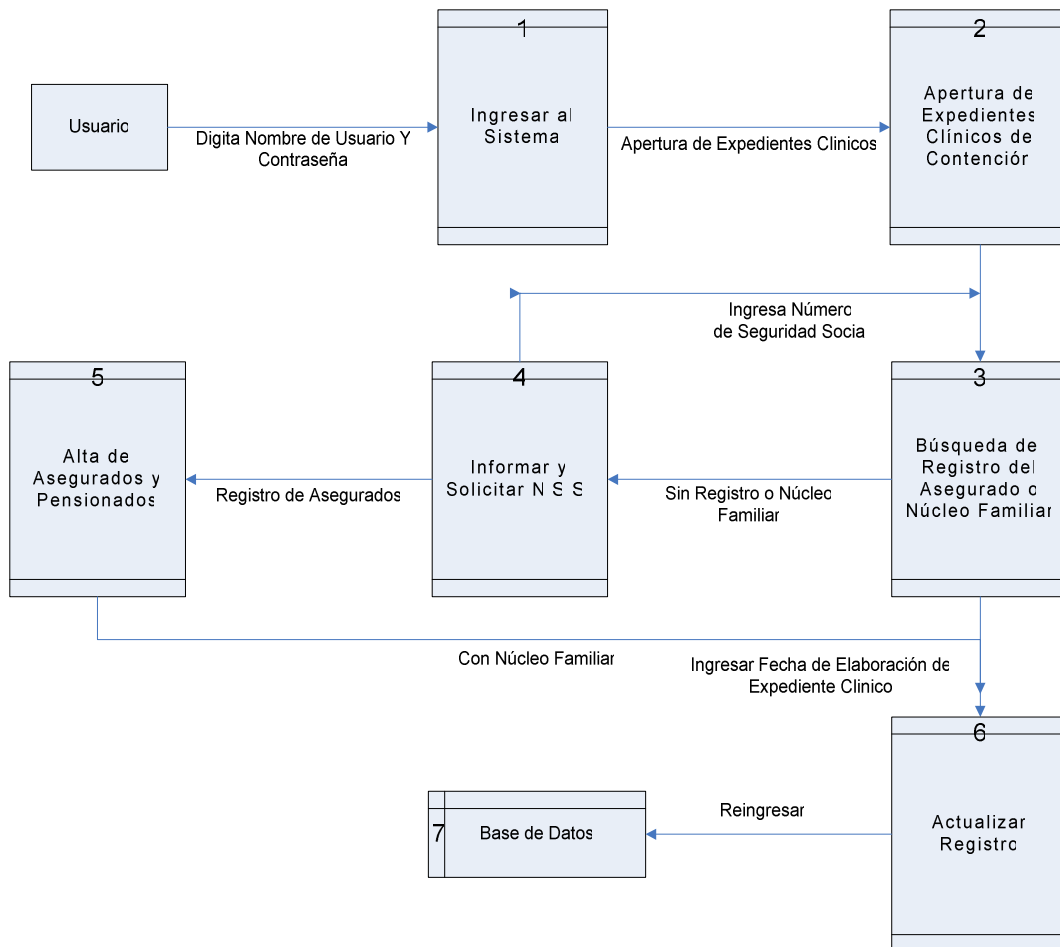 1
Ingresar al
Sistema
2
Apertura de
Expedientes
Clínicos de
Contención
Usuario
Digita Nombre de Usuario Y
Contraseña
Apertura de Expedientes Clinicos
Ingresa Número
de Seguridad Socia
5
Alta de
Asegurados y
Pensionados
Registro de Asegurados
4
Informar y
Solicitar N S S
Sin Registro o Núcleo
Familiar
3
Búsqueda de
Registro del
Asegurado o
Núcleo Familiar
Con Núcleo Familiar
Ingresar Fecha de Elaboración de
Expediente Clinico
6
Actualizar
Registro
Reingresar
7
Base de Datos